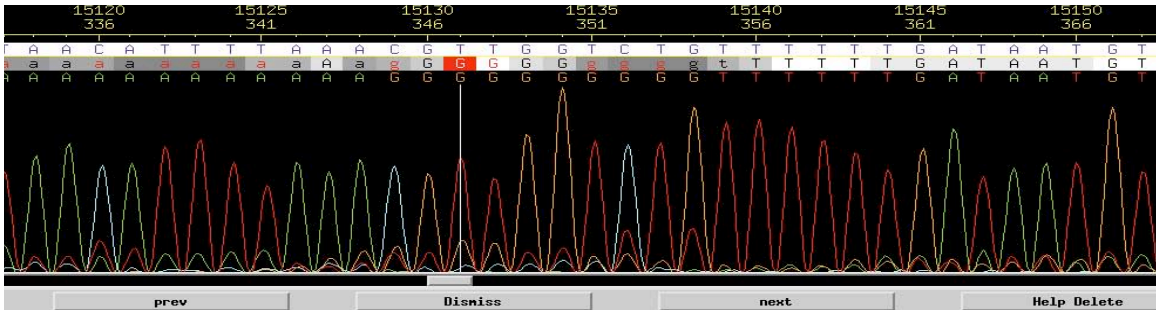 15120 15125 15130 15135 15140 15145 15150
336 341 346 351 356 361 366
T A A C A T T T T A A A C G T T G G T C T G T T T T T T G A T A A T G T
a a a a a a a a a a A a g G G G G G g g g g t T T T T T G A T A A T G T
A A A A A A A A A A A A G G G G G G G G G G T T T T T T G A T A A T G T
prev Dismiss next Help Delete